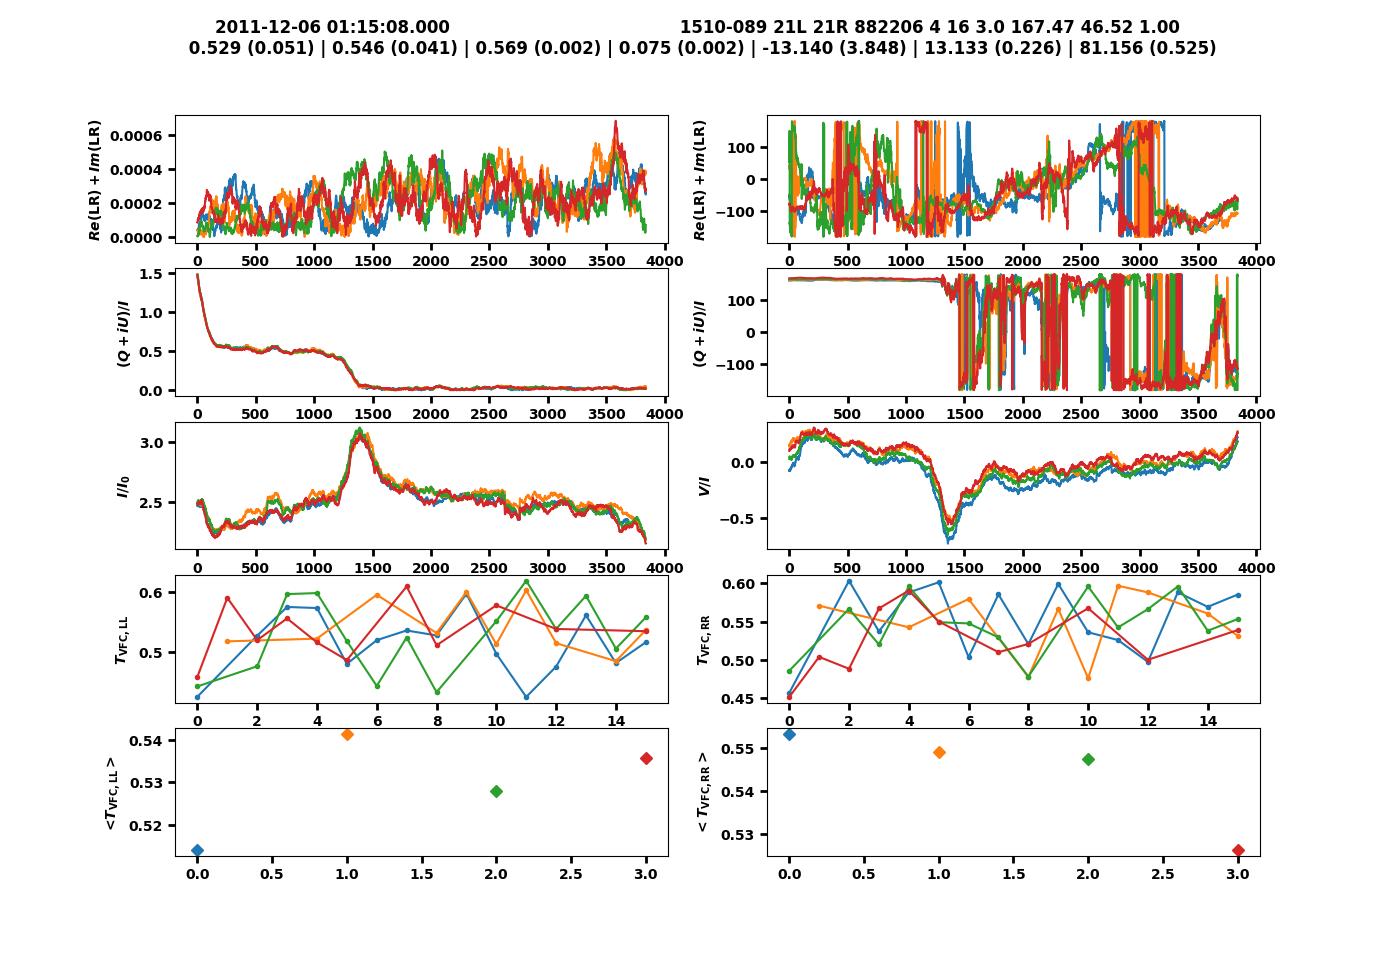 2011-12-06 01:15:08.000 1510-089 21L 21R 882206 4 16 3.0 167.47 46.52 1.00
0.529 (0.051) | 0.546 (0.041) | 0.569 (0.002) | 0.075 (0.002) | -13.140 (3.848) | 13.133 (0.226) | 81.156 (0.525)
Re(LR) + Im(LR)
0.0006
0.0004
0.0002
0.0000
0 500 1000 1500 2000 2500 3000 3500 4000
Re(LR) + Im(LR)
100
0
−100
0 500 1000 1500 2000 2500 3000 3500 4000
(Q + iU)/I
1.5
1.0
0.5
0.0
0 500 1000 1500 2000 2500 3000 3500 4000
(Q + iU)/I
100
0
−100
0 500 1000 1500 2000 2500 3000 3500 4000
I/I0
3.0
2.5
0 500 1000 1500 2000 2500 3000 3500 4000
V/I
0.0
−0.5
0 500 1000 1500 2000 2500 3000 3500 4000
TVFC, LL
0.6
0.5
0 2 4 6 8 10 12 14
TVFC, RR
0.60
0.55
0.50
0.45
0 2 4 6 8 10 12 14
<TVFC, LL >
0.54
0.53
0.52
0.0 0.5 1.0 1.5 2.0 2.5 3.0
< TVFC, RR >
0.55
0.54
0.53
0.0 0.5 1.0 1.5 2.0 2.5 3.0